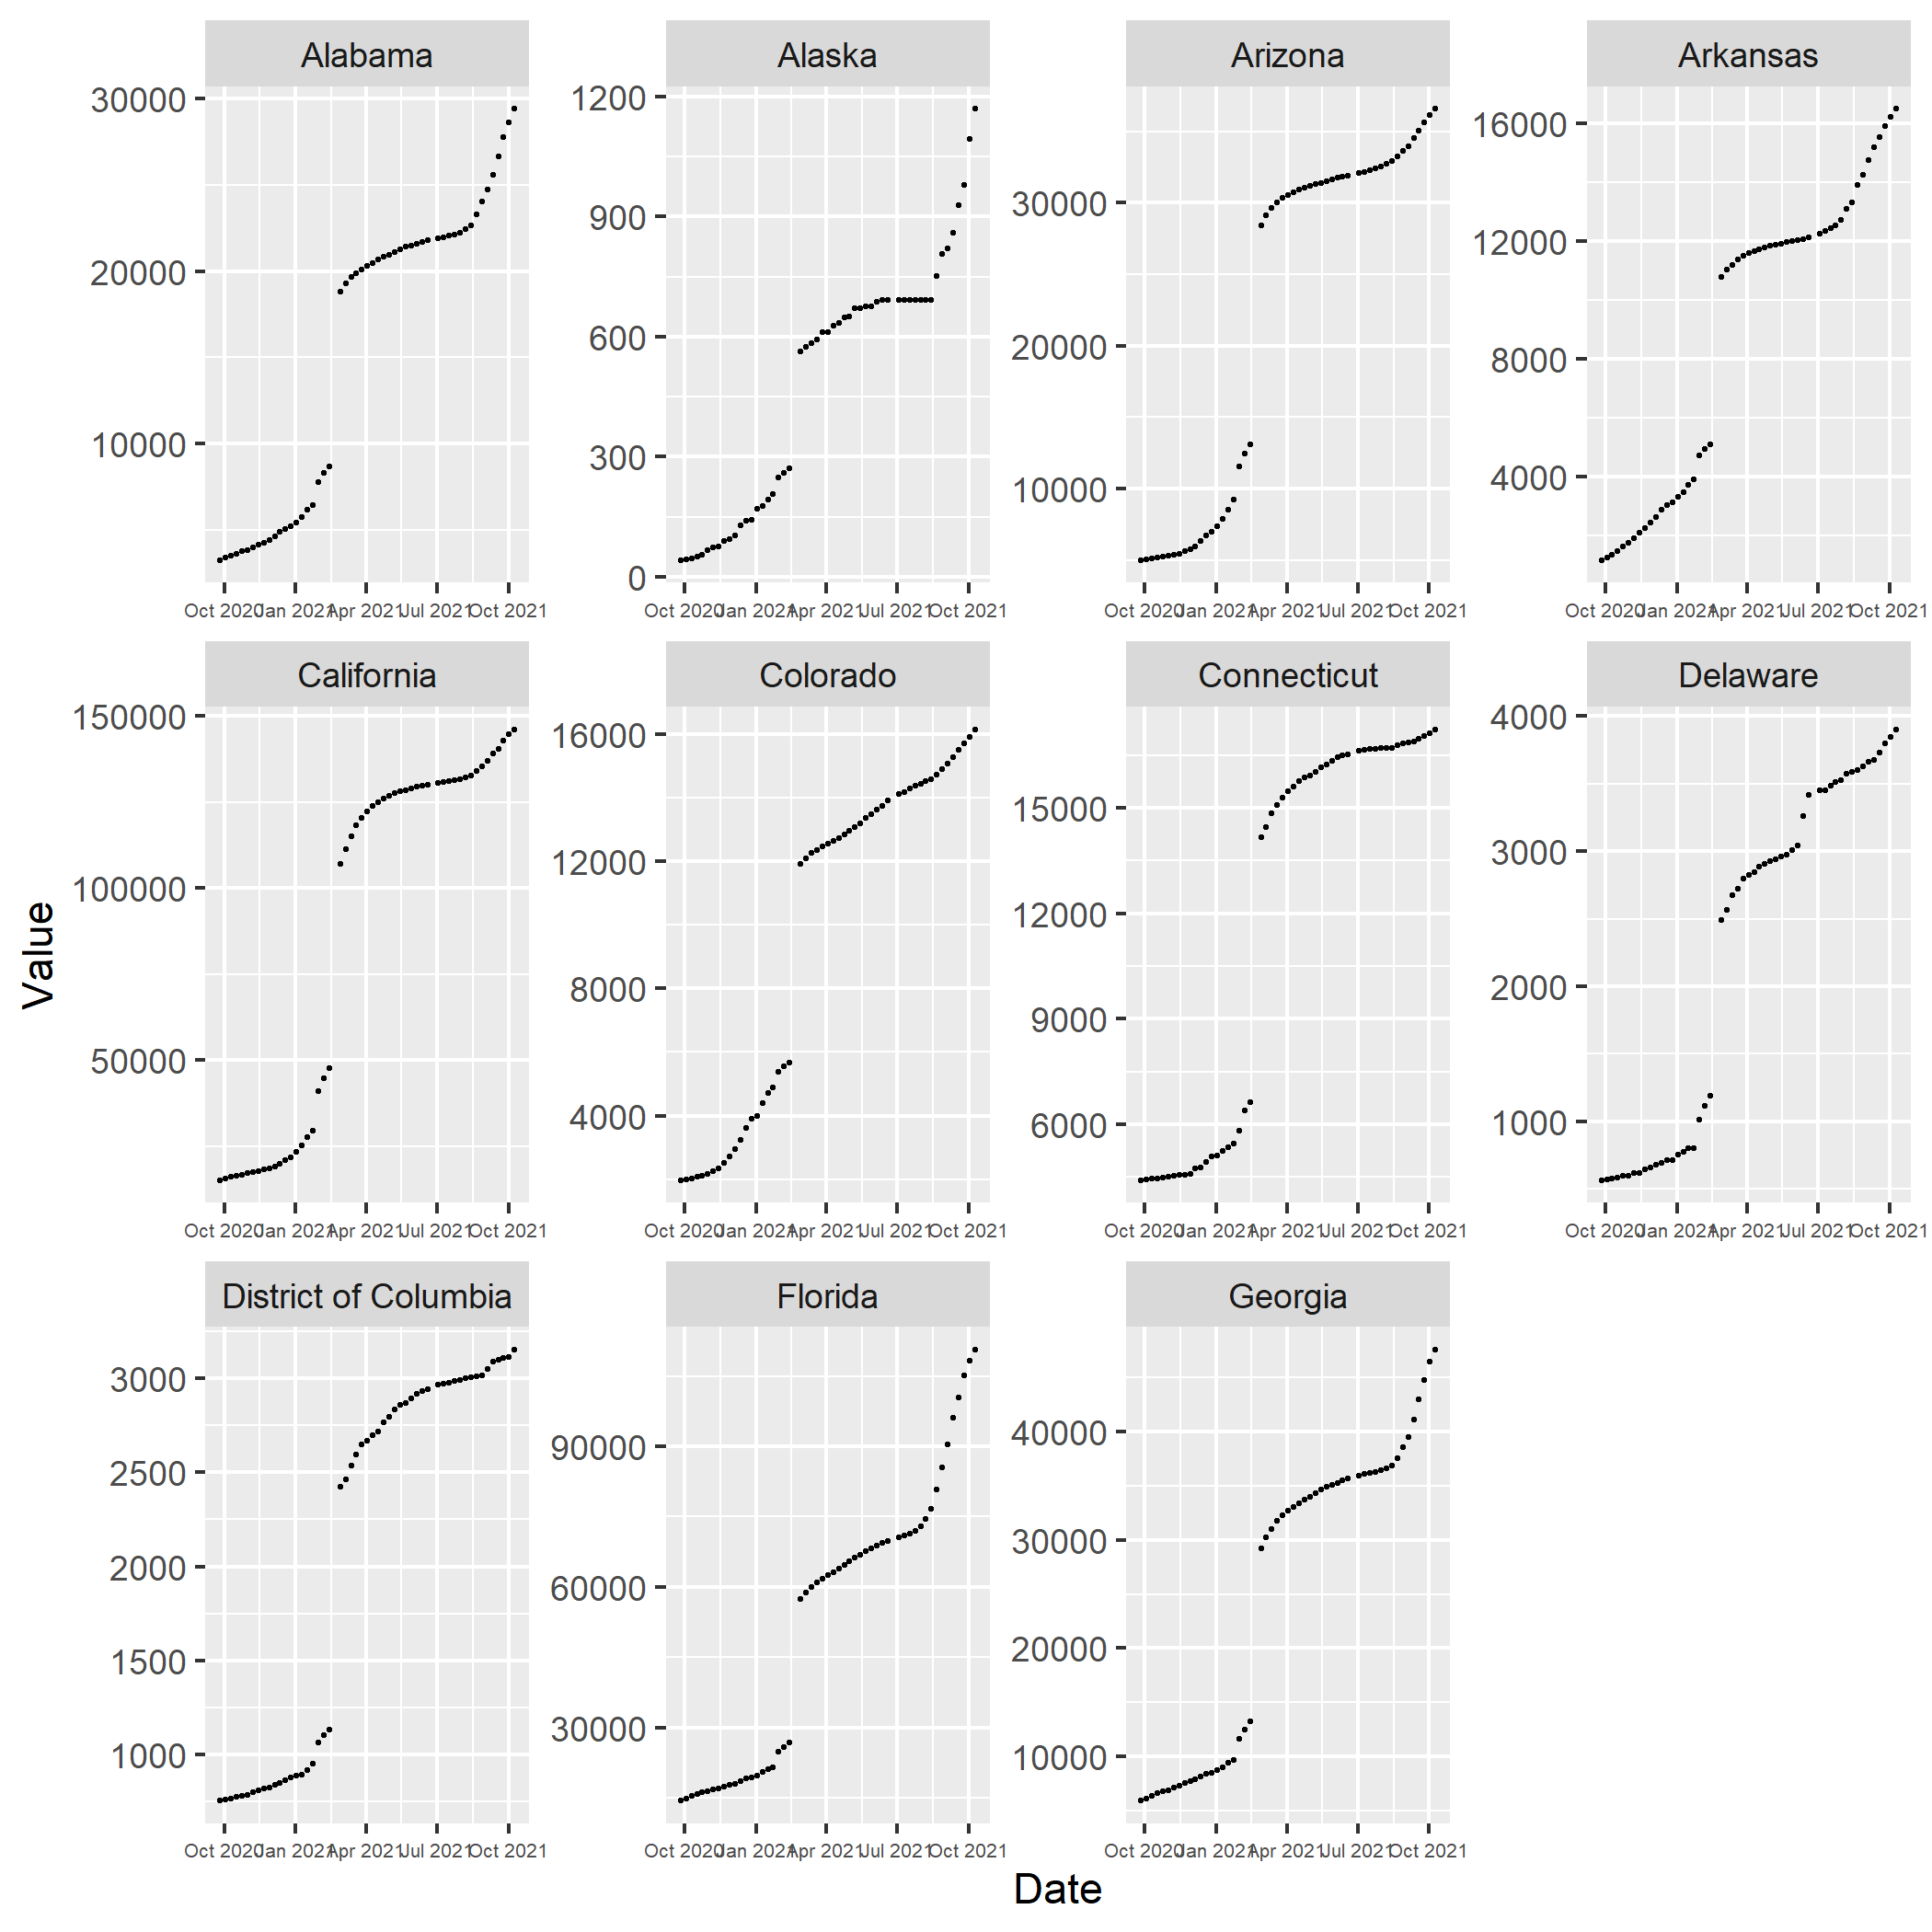 Alabama Alaska Arizona Arkansas
30000 20000 10000
1200 900 600 300 0
30000 20000 10000
16000 12000 8000 4000
Oct 2020 Jan 2021 Apr 2021 Jul 2021 Oct 2021
Oct 2020 Jan 2021 Apr 2021 Jul 2021 Oct 2021
Oct 2020 Jan 2021 Apr 2021 Jul 2021 Oct 2021
Oct 2020 Jan 2021 Apr 2021 Jul 2021 Oct 2021
California Colorado Connecticut Delaware
150000 100000 50000
16000 12000 8000 4000
15000 12000 9000 6000
4000 3000 2000 1000
Oct 2020 Jan 2021 Apr 2021 Jul 2021 Oct 2021
Oct 2020 Jan 2021 Apr 2021 Jul 2021 Oct 2021
Oct 2020 Jan 2021 Apr 2021 Jul 2021 Oct 2021
Oct 2020 Jan 2021 Apr 2021 Jul 2021 Oct 2021
District of Columbia Florida Georgia
3000 2500 2000 1500 1000
90000 60000 30000
40000 30000 20000 10000
Oct 2020 Jan 2021 Apr 2021 Jul 2021 Oct 2021
Oct 2020 Jan 2021 Apr 2021 Jul 2021 Oct 2021
Oct 2020 Jan 2021 Apr 2021 Jul 2021 Oct 2021
Value
Date